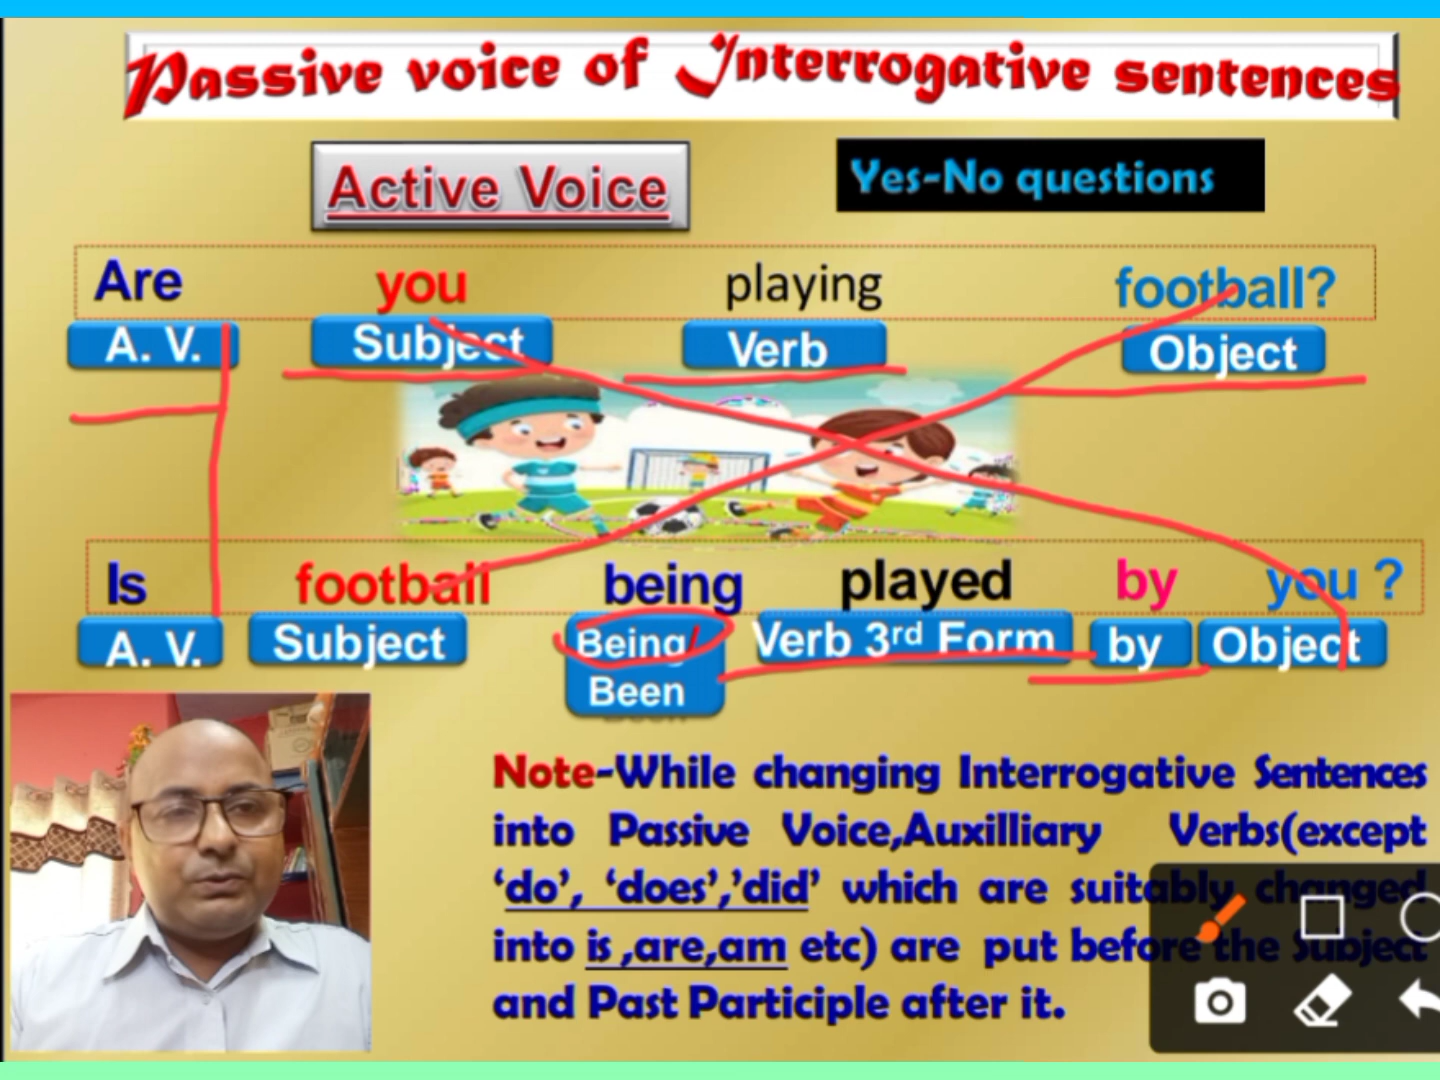 Passive voice of Interrogative sentences
Active Voice
Yes-No questions
Are you playing football?
A. V. Subject Verb Object
Is football being played by you ?
A. V. Subject Being/ Verb 3rd Form by Object
Been
Note-While changing Interrogative Sentences
into Passive Voice,Auxilliary Verbs(except
‘do’, ‘does’,’did’ which are suitably changed
into is ,are,am etc) are put before the Subject
and Past Participle after it.